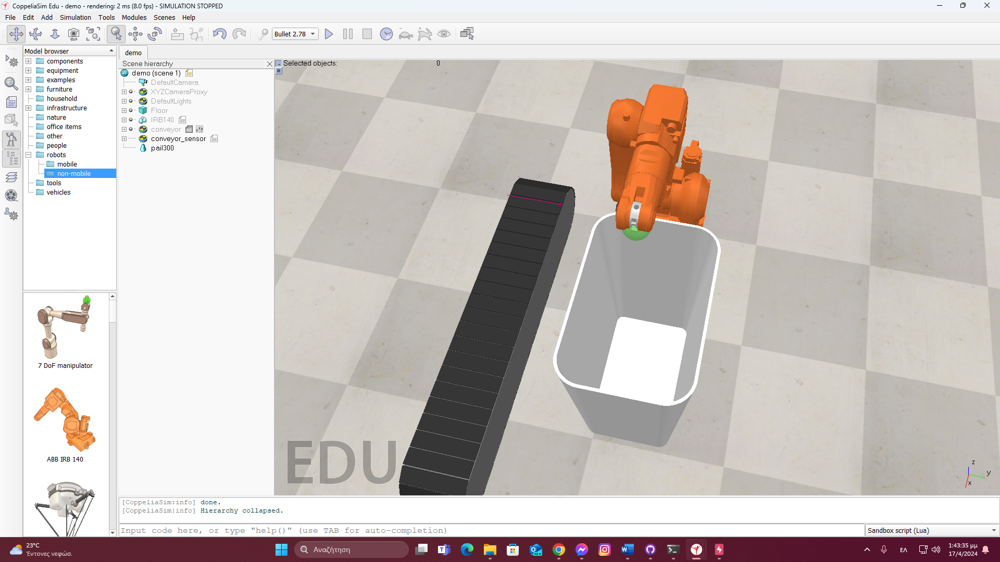 CoppeliaSim Edu - demo - rendering: 2 ms (8.0 fps) - SIMULATION STOPPED
File Edit Add Simulation Tools Modules Scenes Help
Bullet 2.78
Model browser
components
equipment
examples
furniture
household
infrastructure
nature
office items
other
people
robots
mobile
non-mobile
tools
vehicles
7 DoF manipulator
ABB IRB 140
demo
Scene hierarchy
demo (scene 1)
DefaultCamera
XYZCameraProxy
DefaultLights
Floor
IRB140
conveyor
conveyor_sensor
pail300
Selected objects: 0
EDU
z
y
x
[CoppeliaSim:info] done.
[CoppeliaSim:info] Hierarchy collapsed.
Input code here, or type "help()" (use TAB for auto-completion)
Sandbox script (Lua)
23°C
Έντονες νεφώσ.
Αναζήτηση
NEW
ΕΛ
1:43:35 μμ
17/4/2024